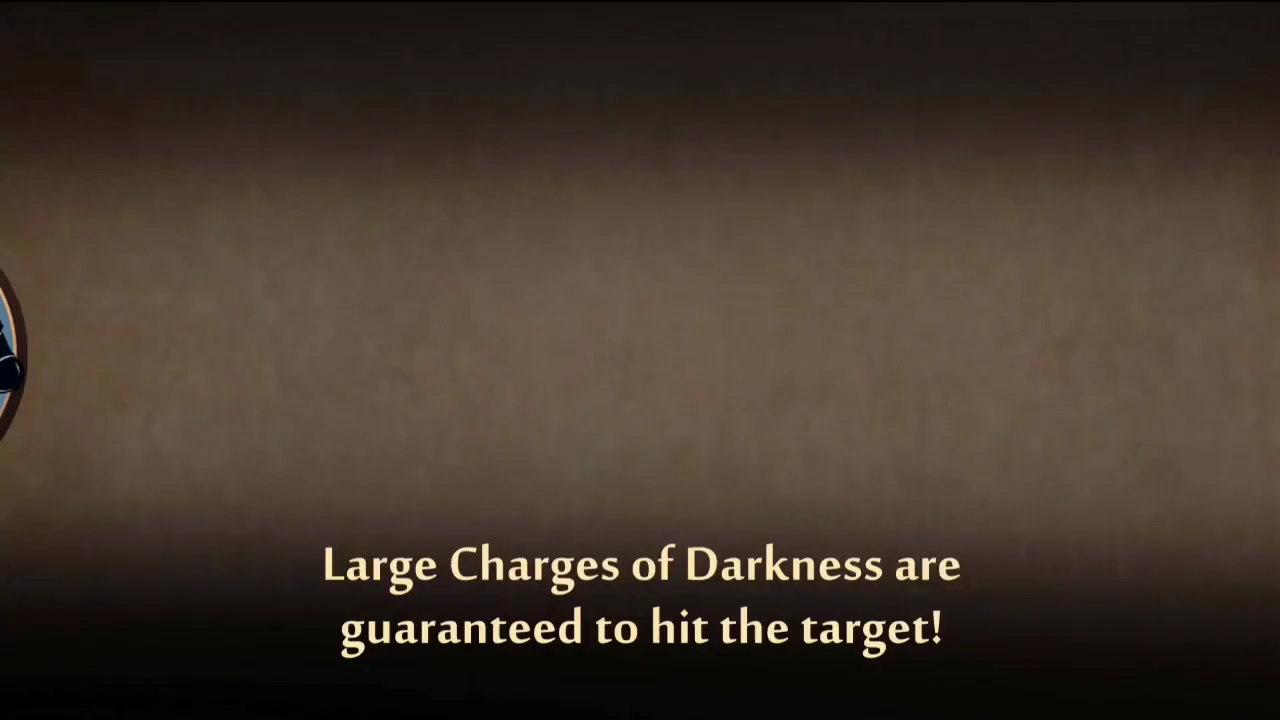 Large Charges of Darkness are
guaranteed to hit the target!